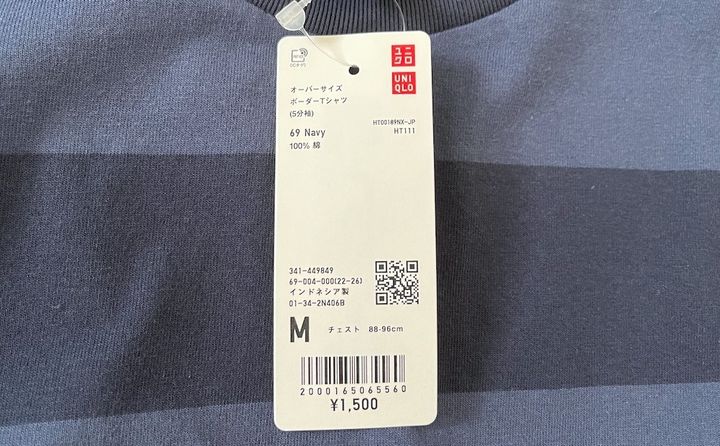 ユニ
クロ
UNI
QLO
オーバーサイズ
ボーダーTシャツ
(5分袖)
HT00189NX-JP
69 Navy
HT111
100% 綿
341-449849
69-004-000(22-26)
インドネシア製
01-34-2N406B
M チェスト 88-96cm
2000165065560
¥1,500